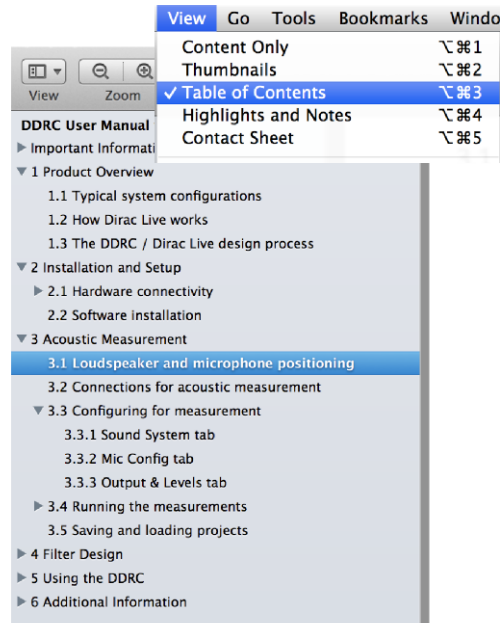 View Go Tools Bookmarks Windo
Content Only ⌥⌘1
Thumbnails ⌥⌘2
✓ Table of Contents ⌥⌘3
Highlights and Notes ⌥⌘4
Contact Sheet ⌥⌘5
View Zoom
DDRC User Manual
Important Informati
1 Product Overview
1.1 Typical system configurations
1.2 How Dirac Live works
1.3 The DDRC / Dirac Live design process
2 Installation and Setup
2.1 Hardware connectivity
2.2 Software installation
3 Acoustic Measurement
3.1 Loudspeaker and microphone positioning
3.2 Connections for acoustic measurement
3.3 Configuring for measurement
3.3.1 Sound System tab
3.3.2 Mic Config tab
3.3.3 Output & Levels tab
3.4 Running the measurements
3.5 Saving and loading projects
4 Filter Design
5 Using the DDRC
6 Additional Information